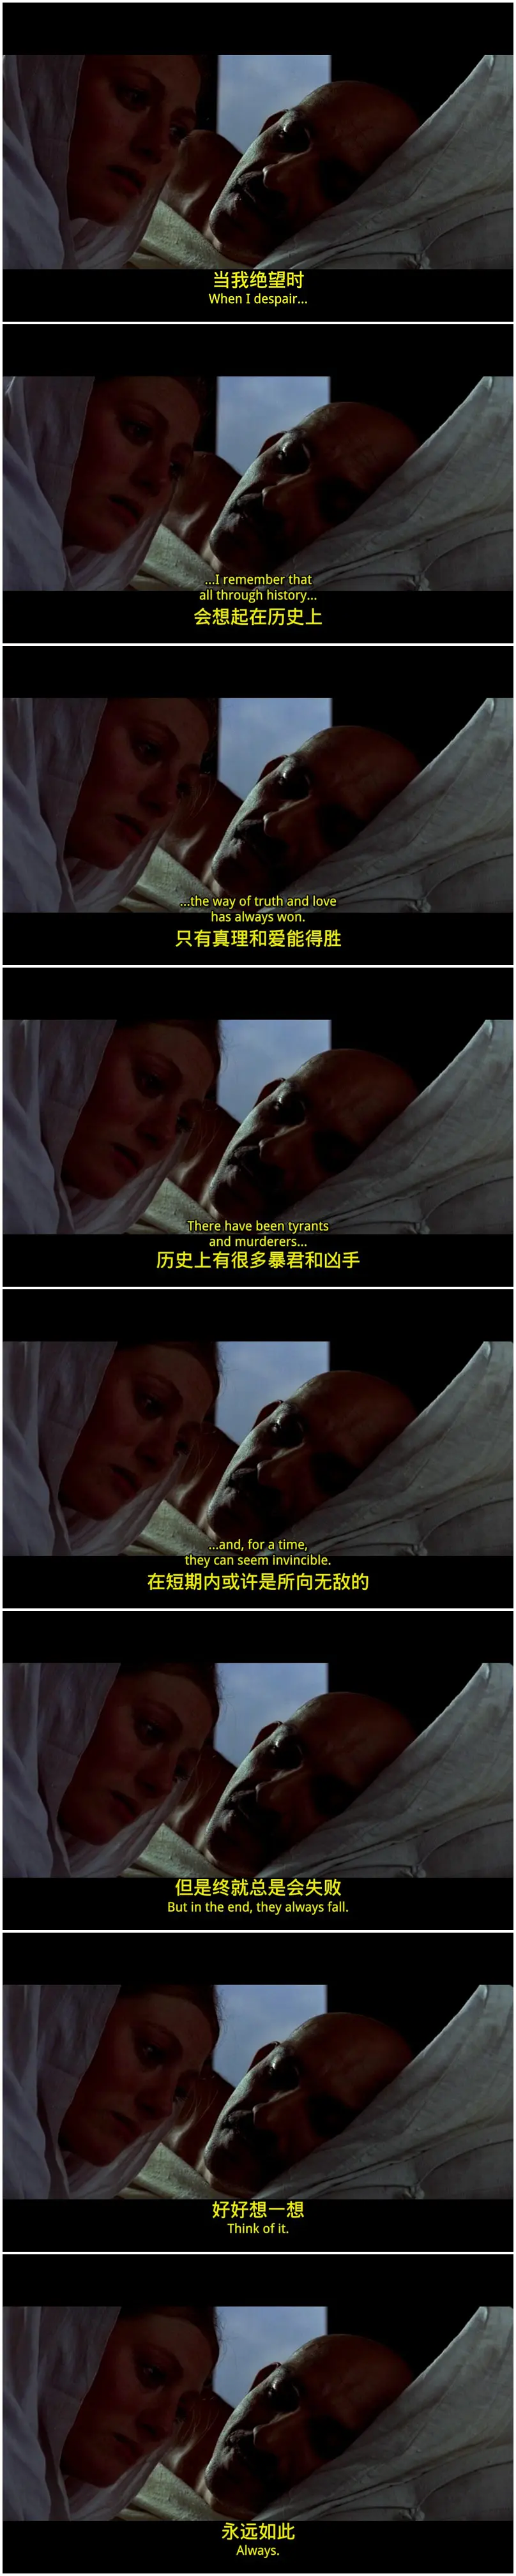 当我绝望时
When I despair...
...I remember that
all through history...
会想起在历史上
...the way of truth and love
has always won.
只有真理和爱能得胜
There have been tyrants
and murderers...
历史上有很多暴君和凶手
...and, for a time,
they can seem invincible.
在短期内或许是所向无敌的
但是终就总是会失败
But in the end, they always fall.
好好想一想
Think of it.
永远如此
Always.